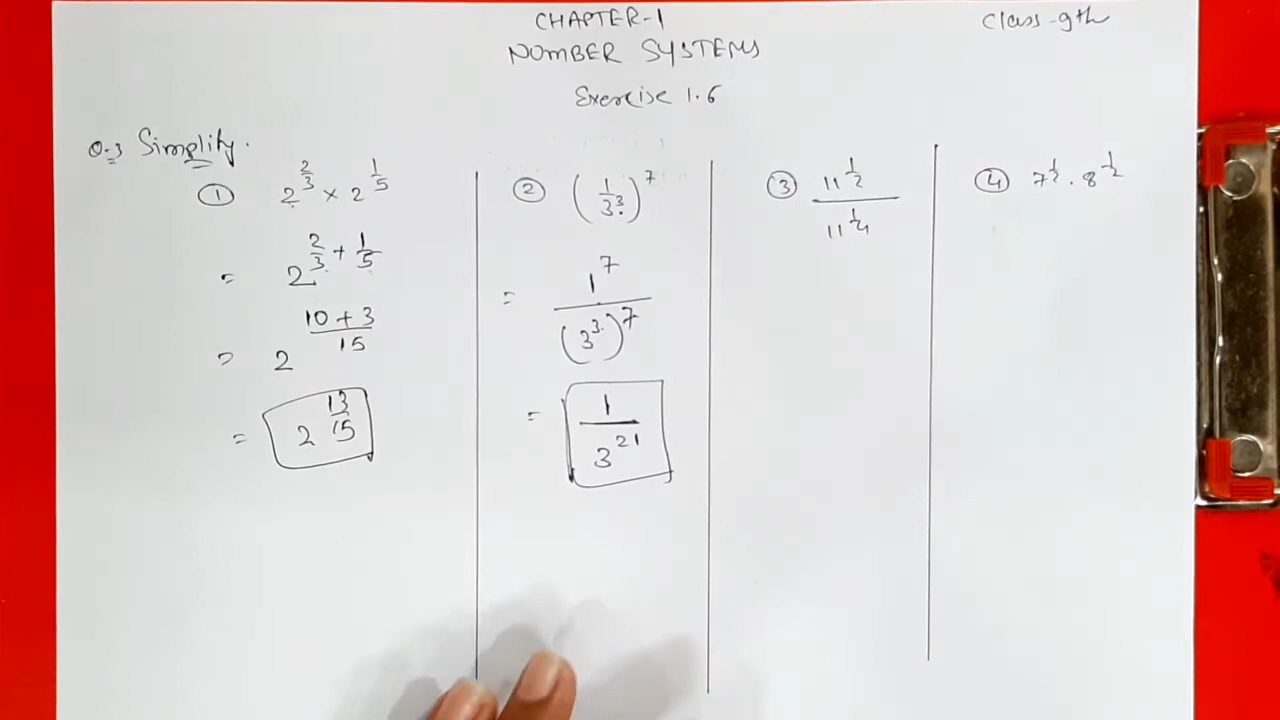 CHAPTER-1
Class-9th
NUMBER SYSTEMS
Exercise 1.6
Q.3 Simplify.
① 2^(2/3) × 2^(1/5)
= 2^(2/3 + 1/5)
= 2^((10+3)/15)
= 2^(13/15)
② (1/3^3)^7
= 1^7/(3^3)^7
= 1/3^21
③ 11^(1/2)/11^(1/4)
④ 7^(1/2) . 8^(1/2)